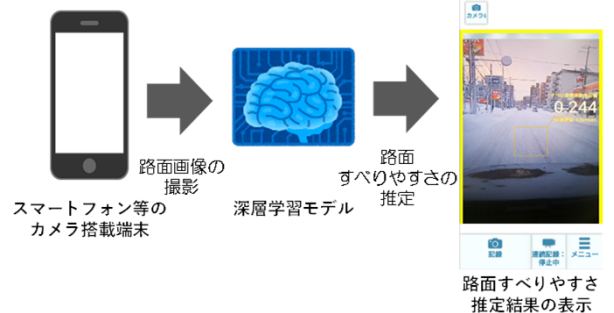 カメラ
0.244
路面画像の
撮影
路面
すべりやすさの
推定
スマートフォン等の
カメラ搭載端末
深層学習モデル
記録
連続記録：
停止中
メニュー
路面すべりやすさ
推定結果の表示